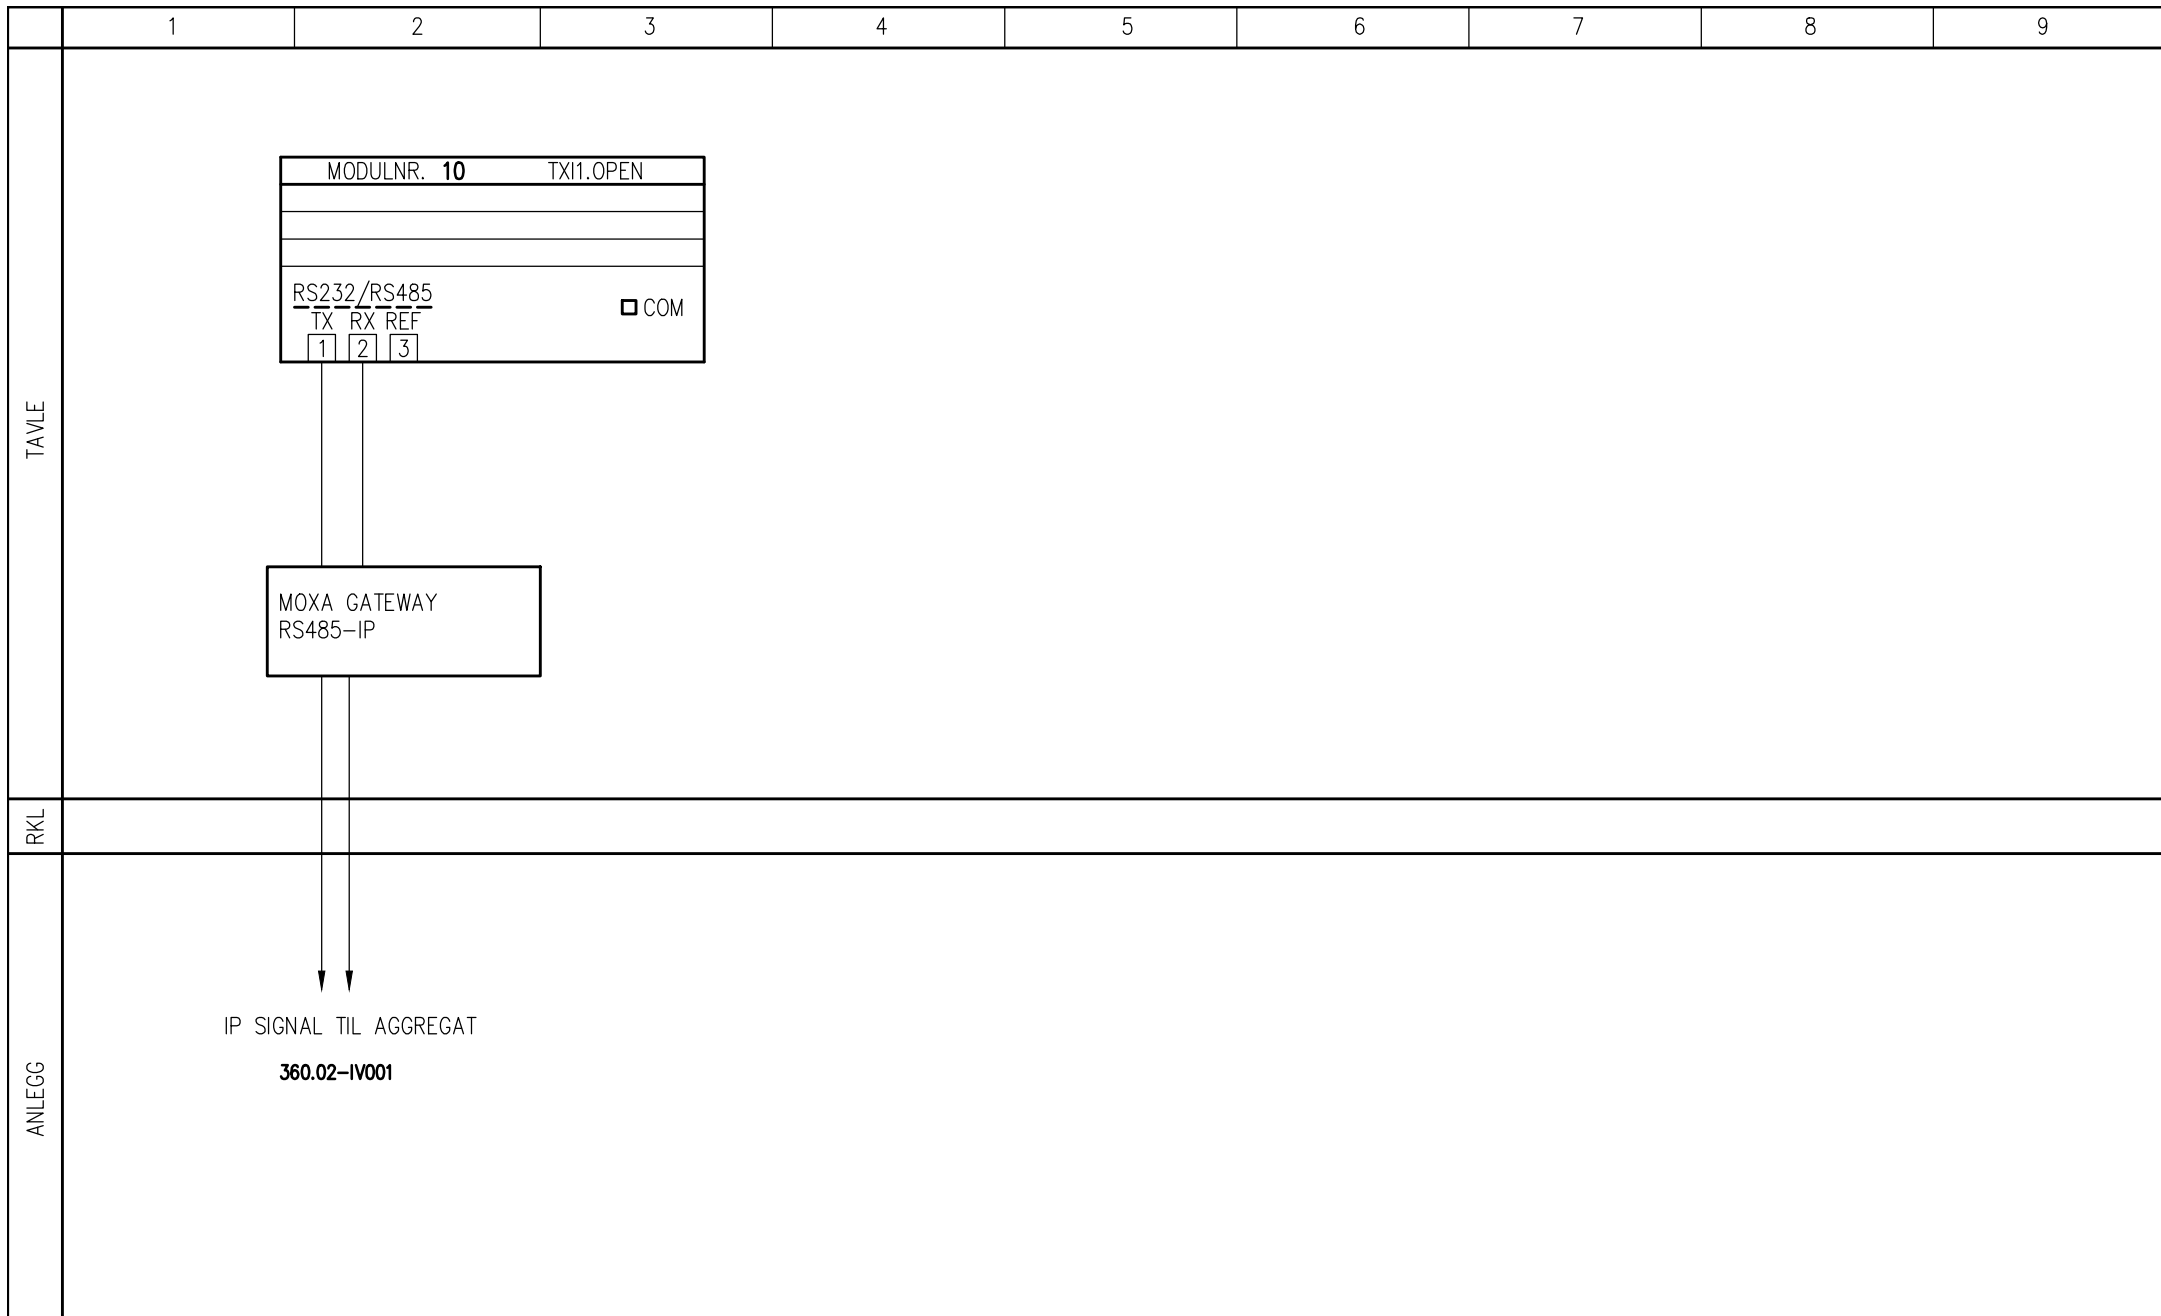 1 2 3 4 5 6 7 8 9
TAVLE
MODULNR. 10 TXI1.OPEN
RS232/RS485
COM
TX RX REF
1 2 3
MOXA GATEWAY
RS485-IP
RKL
ANLEGG
IP SIGNAL TIL AGGREGAT
360.02-IV001